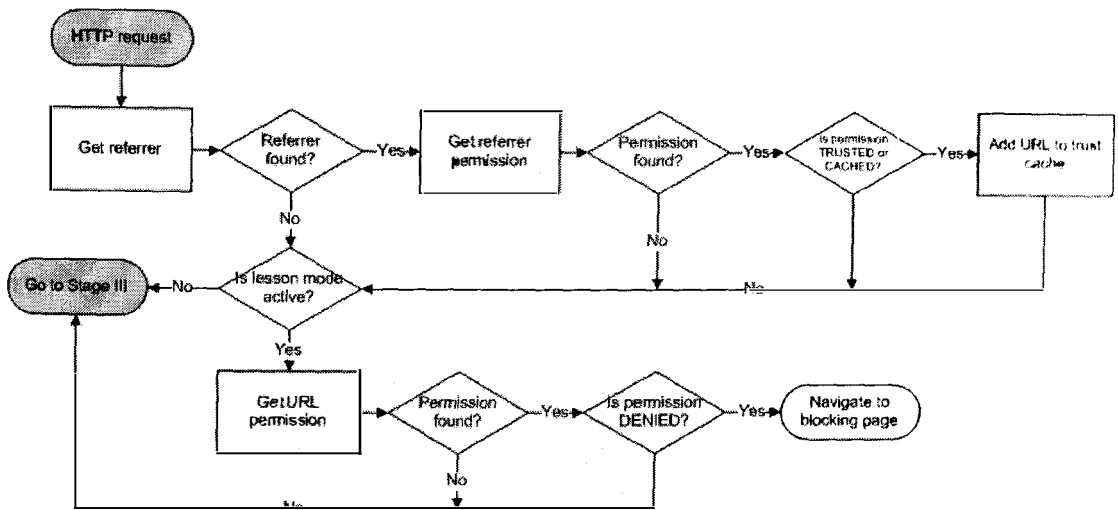 HTTP request
Get referrer
Referrer
found?
Yes
Get referrer
permission
Permission
found?
Yes
Is permission
TRUSTED or
CACHED?
Yes
Add URL to trust
cache
No
No
Go to Stage III
No
Is lesson mode
active?
No
Yes
Get URL
permission
Permission
found?
Yes
Is permission
DENIED?
Yes
Navigate to
blocking page
No
No